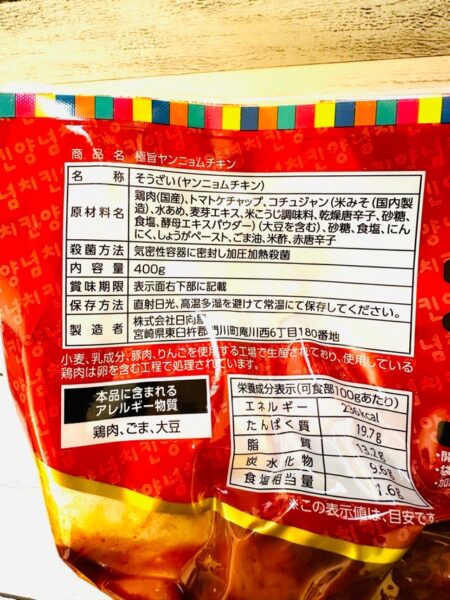 商品名 極旨ヤンニョムチキン
名称 そうざい(ヤンニョムチキン)
原材料名 鶏肉(国産)、トマトケチャップ、コチュジャン(米みそ(国内製
造)、水あめ、麦芽エキス、米こうじ調味料、乾燥唐辛子、砂糖、
食塩、酵母エキスパウダー)(大豆を含む)、砂糖、食塩、にん
にく、しょうがペースト、ごま油、米酢、赤唐辛子
殺菌方法 気密性容器に密封し加圧加熱殺菌
内容量 400g
賞味期限 表示面右下部に記載
保存方法 直射日光、高温多湿を避けて常温にて保存してください。
製造者 株式会社日向
宮崎県東臼杵郡 川町庵川西6丁目180番地
小麦、乳成分、豚肉、りんごを使用する工場で生産されており、使用している
鶏肉は卵を含む工程で処理されています。
本品に含まれる
アレルギー物質
鶏肉、ごま、大豆
栄養成分表示(可食部100gあたり)
エネルギー 236kcal
たんぱく質 19.7g
脂質 13.2g
炭水化物 9.6g
食塩相当量 1.6g
※この表示値は、目安です
양념치킨